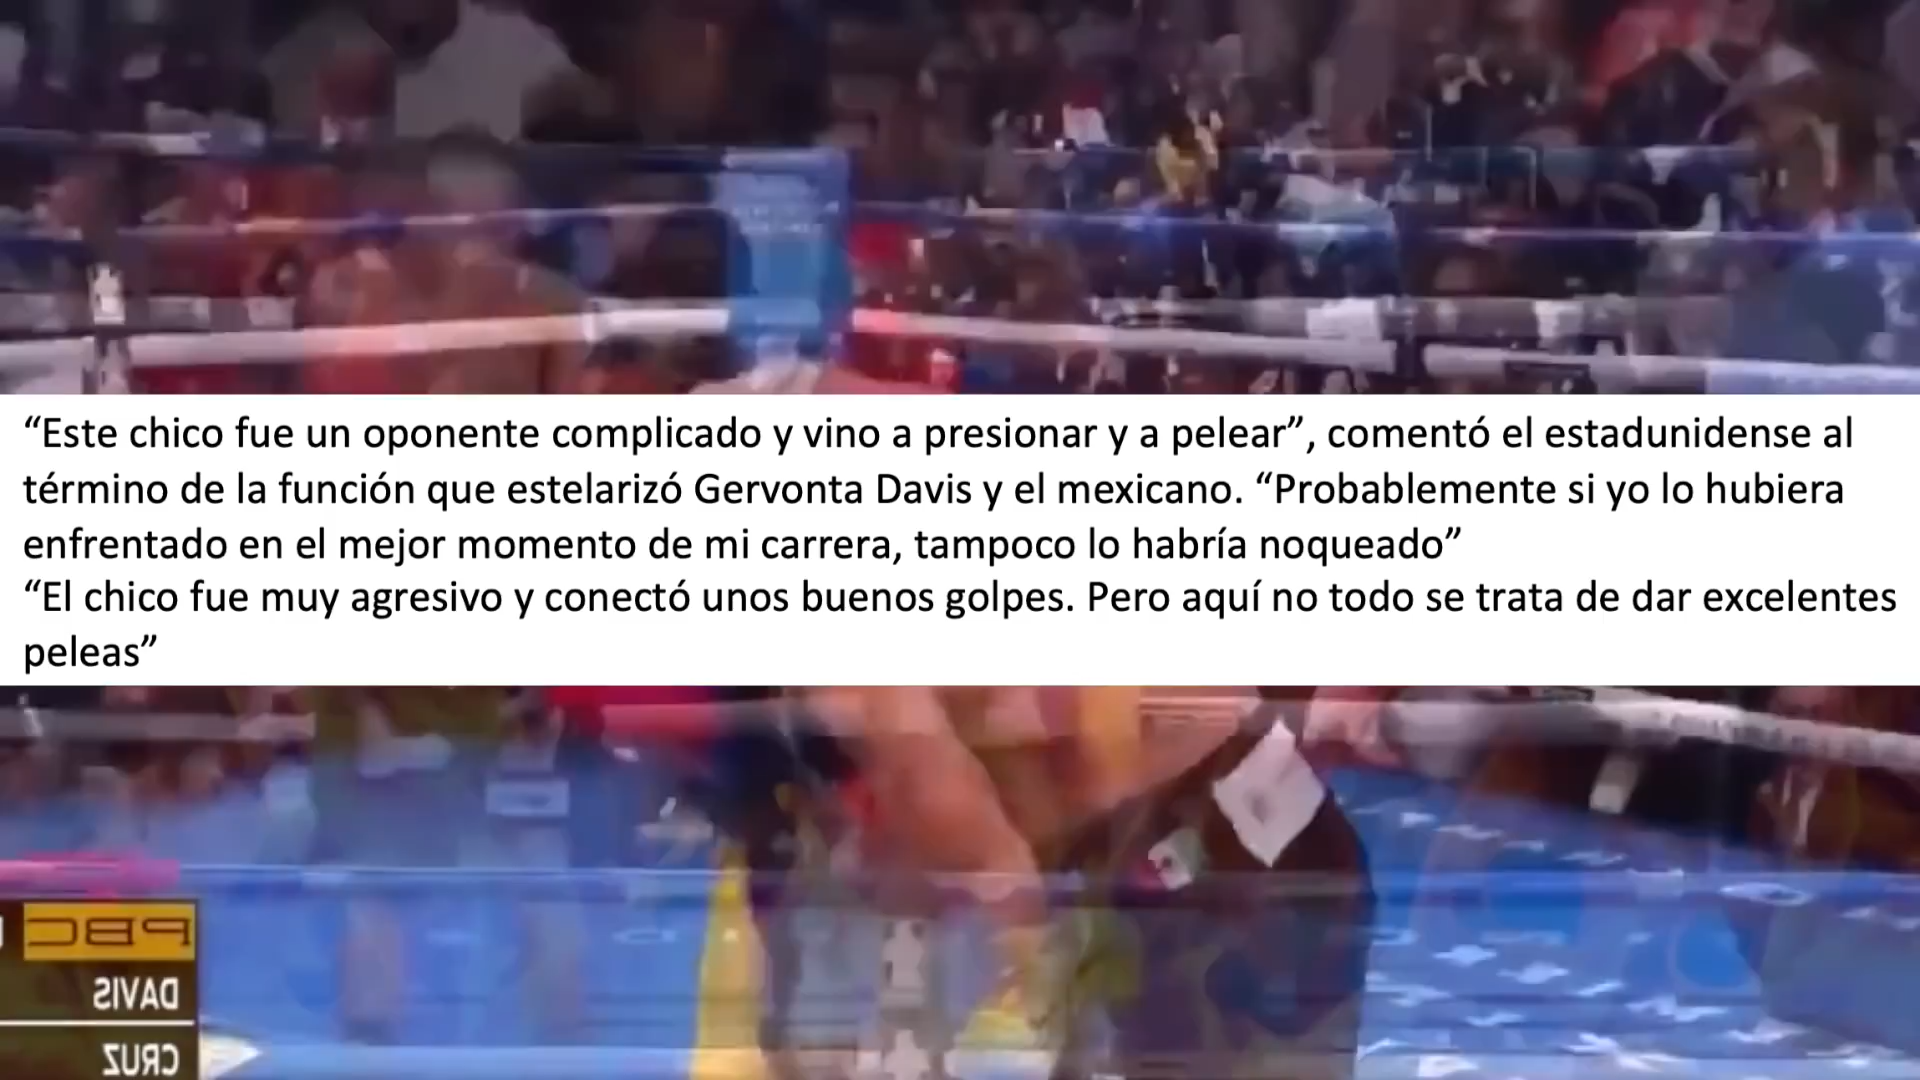 “Este chico fue un oponente complicado y vino a presionar y a pelear”, comentó el estadunidense al
término de la función que estelarizó Gervonta Davis y el mexicano. “Probablemente si yo lo hubiera
enfrentado en el mejor momento de mi carrera, tampoco lo habría noqueado”
“El chico fue muy agresivo y conectó unos buenos golpes. Pero aquí no todo se trata de dar excelentes
peleas”
PBC
DAVIS
CRUZ